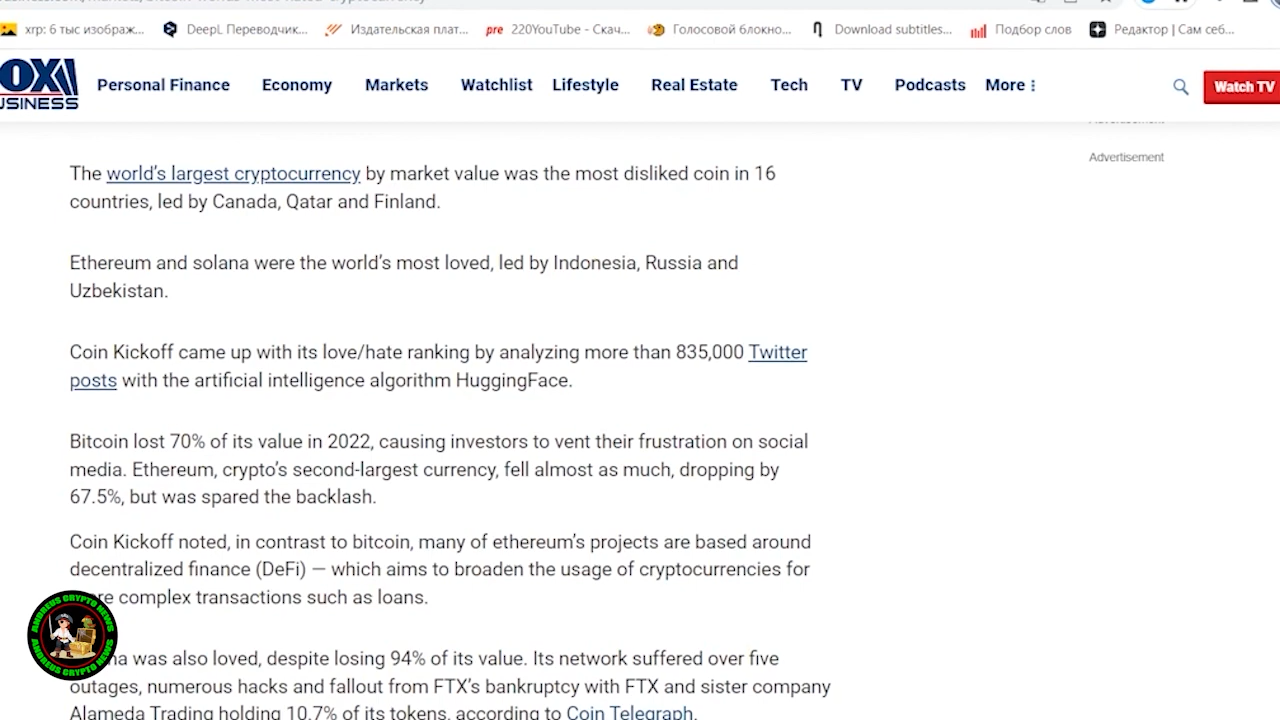 xrp: 6 тыс изображ...
DeepL Переводчик...
Издательская плат...
pre 220YouTube - Скач...
Голосовой блокно...
Download subtitles...
Подбор слов
Редактор | Сам себ...
OX
USINESS
Personal Finance
Economy
Markets
Watchlist
Lifestyle
Real Estate
Tech
TV
Podcasts
More
Watch TV
Advertisement
The world's largest cryptocurrency by market value was the most disliked coin in 16
countries, led by Canada, Qatar and Finland.
Ethereum and solana were the world's most loved, led by Indonesia, Russia and
Uzbekistan.
Coin Kickoff came up with its love/hate ranking by analyzing more than 835,000 Twitter
posts with the artificial intelligence algorithm HuggingFace.
Bitcoin lost 70% of its value in 2022, causing investors to vent their frustration on social
media. Ethereum, crypto's second-largest currency, fell almost as much, dropping by
67.5%, but was spared the backlash.
Coin Kickoff noted, in contrast to bitcoin, many of ethereum's projects are based around
decentralized finance (DeFi) — which aims to broaden the usage of cryptocurrencies for
complex transactions such as loans.
was also loved, despite losing 94% of its value. Its network suffered over five
outages, numerous hacks and fallout from FTX's bankruptcy with FTX and sister company
Alameda Trading holding 10.7% of its tokens, according to Coin Telegraph.
ANDREUS CRYPTO NEWS
ANDREUS CRYPTO NEWS